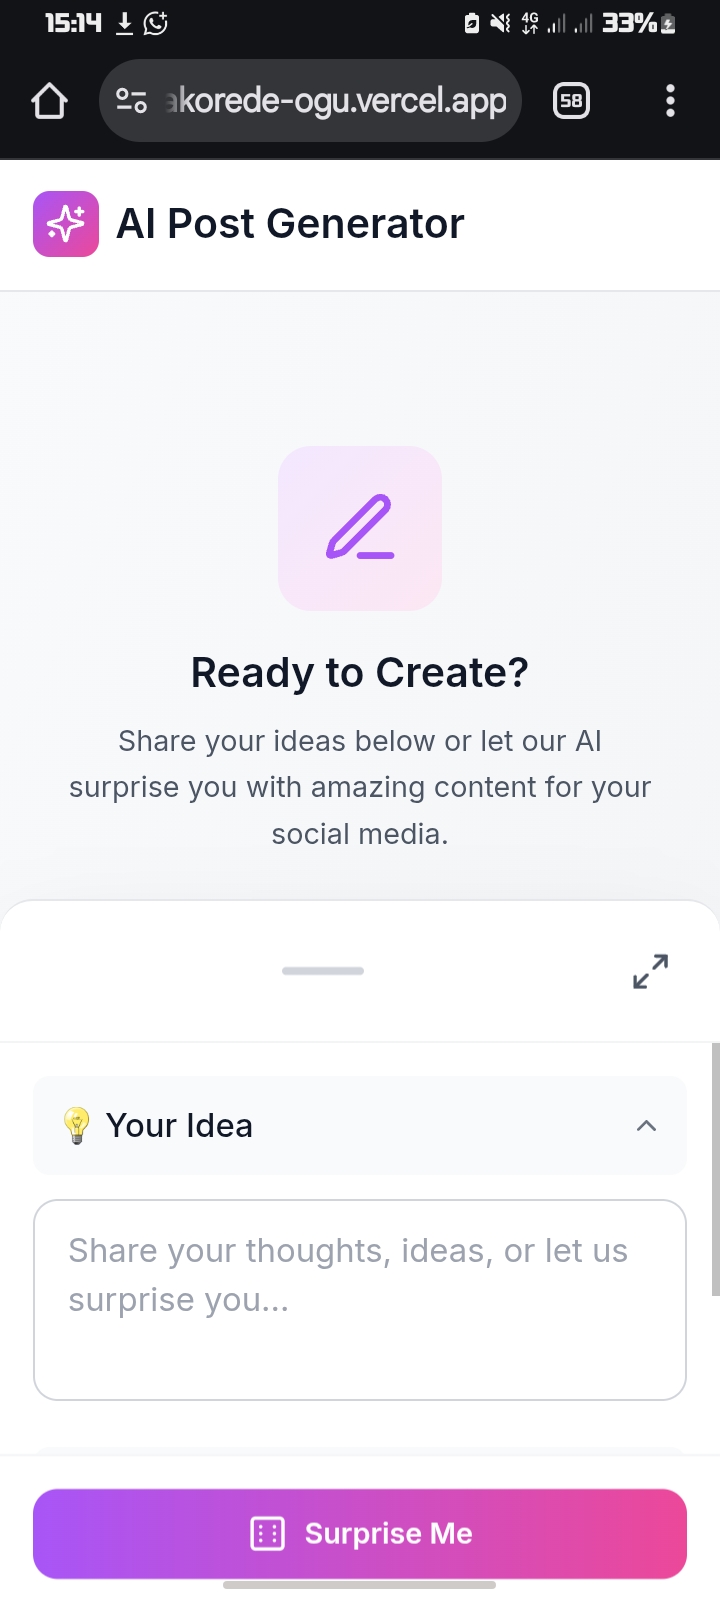 15:14
4G
33%
akorede-ogu.vercel.app
58
AI Post Generator
Ready to Create?
Share your ideas below or let our AI
surprise you with amazing content for your
social media.
💡 Your Idea
Share your thoughts, ideas, or let us
surprise you...
Surprise Me